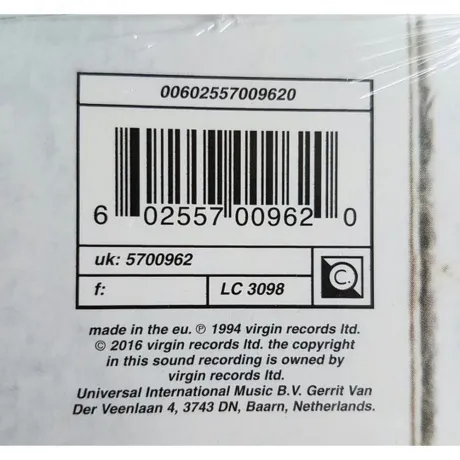 00602557009620
6 02557 00962 0
uk: 5700962
f: LC 3098
C.
made in the eu. ℗ 1994 virgin records ltd.
© 2016 virgin records ltd. the copyright
in this sound recording is owned by
virgin records ltd.
Universal International Music B.V. Gerrit Van
Der Veenlaan 4, 3743 DN, Baarn, Netherlands.